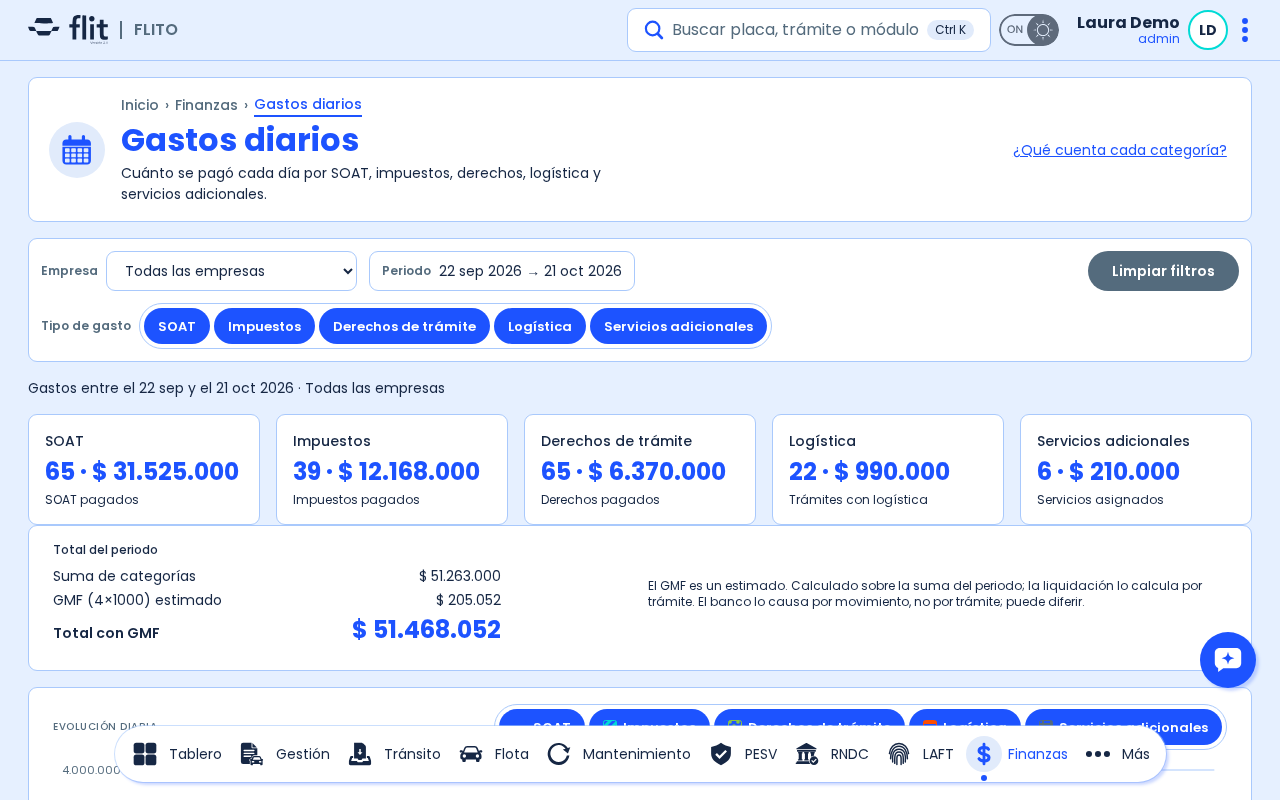 flit FLITO
Buscar placa, trámite o módulo Ctrl K
ON
Laura Demo
admin
LD
Inicio › Finanzas › Gastos diarios
Gastos diarios
Cuánto se pagó cada día por SOAT, impuestos, derechos, logística y
servicios adicionales.
¿Qué cuenta cada categoría?
Empresa Todas las empresas Periodo 22 sep 2026 → 21 oct 2026 Limpiar filtros
Tipo de gasto SOAT Impuestos Derechos de trámite Logística Servicios adicionales
Gastos entre el 22 sep y el 21 oct 2026 · Todas las empresas
SOAT
65 · $ 31.525.000
SOAT pagados
Impuestos
39 · $ 12.168.000
Impuestos pagados
Derechos de trámite
65 · $ 6.370.000
Derechos pagados
Logística
22 · $ 990.000
Trámites con logística
Servicios adicionales
6 · $ 210.000
Servicios asignados
Total del periodo
Suma de categorías $ 51.263.000
GMF (4×1000) estimado $ 205.052
Total con GMF $ 51.468.052
El GMF es un estimado. Calculado sobre la suma del periodo; la liquidación lo calcula por
trámite. El banco lo causa por movimiento, no por trámite; puede diferir.
EVOLUCIÓN DIARIA SOAT Impuestos Derechos de trámite Logística Servicios adicionales
4.000.000
Tablero Gestión Tránsito Flota Mantenimiento PESV RNDC LAFT Finanzas Más